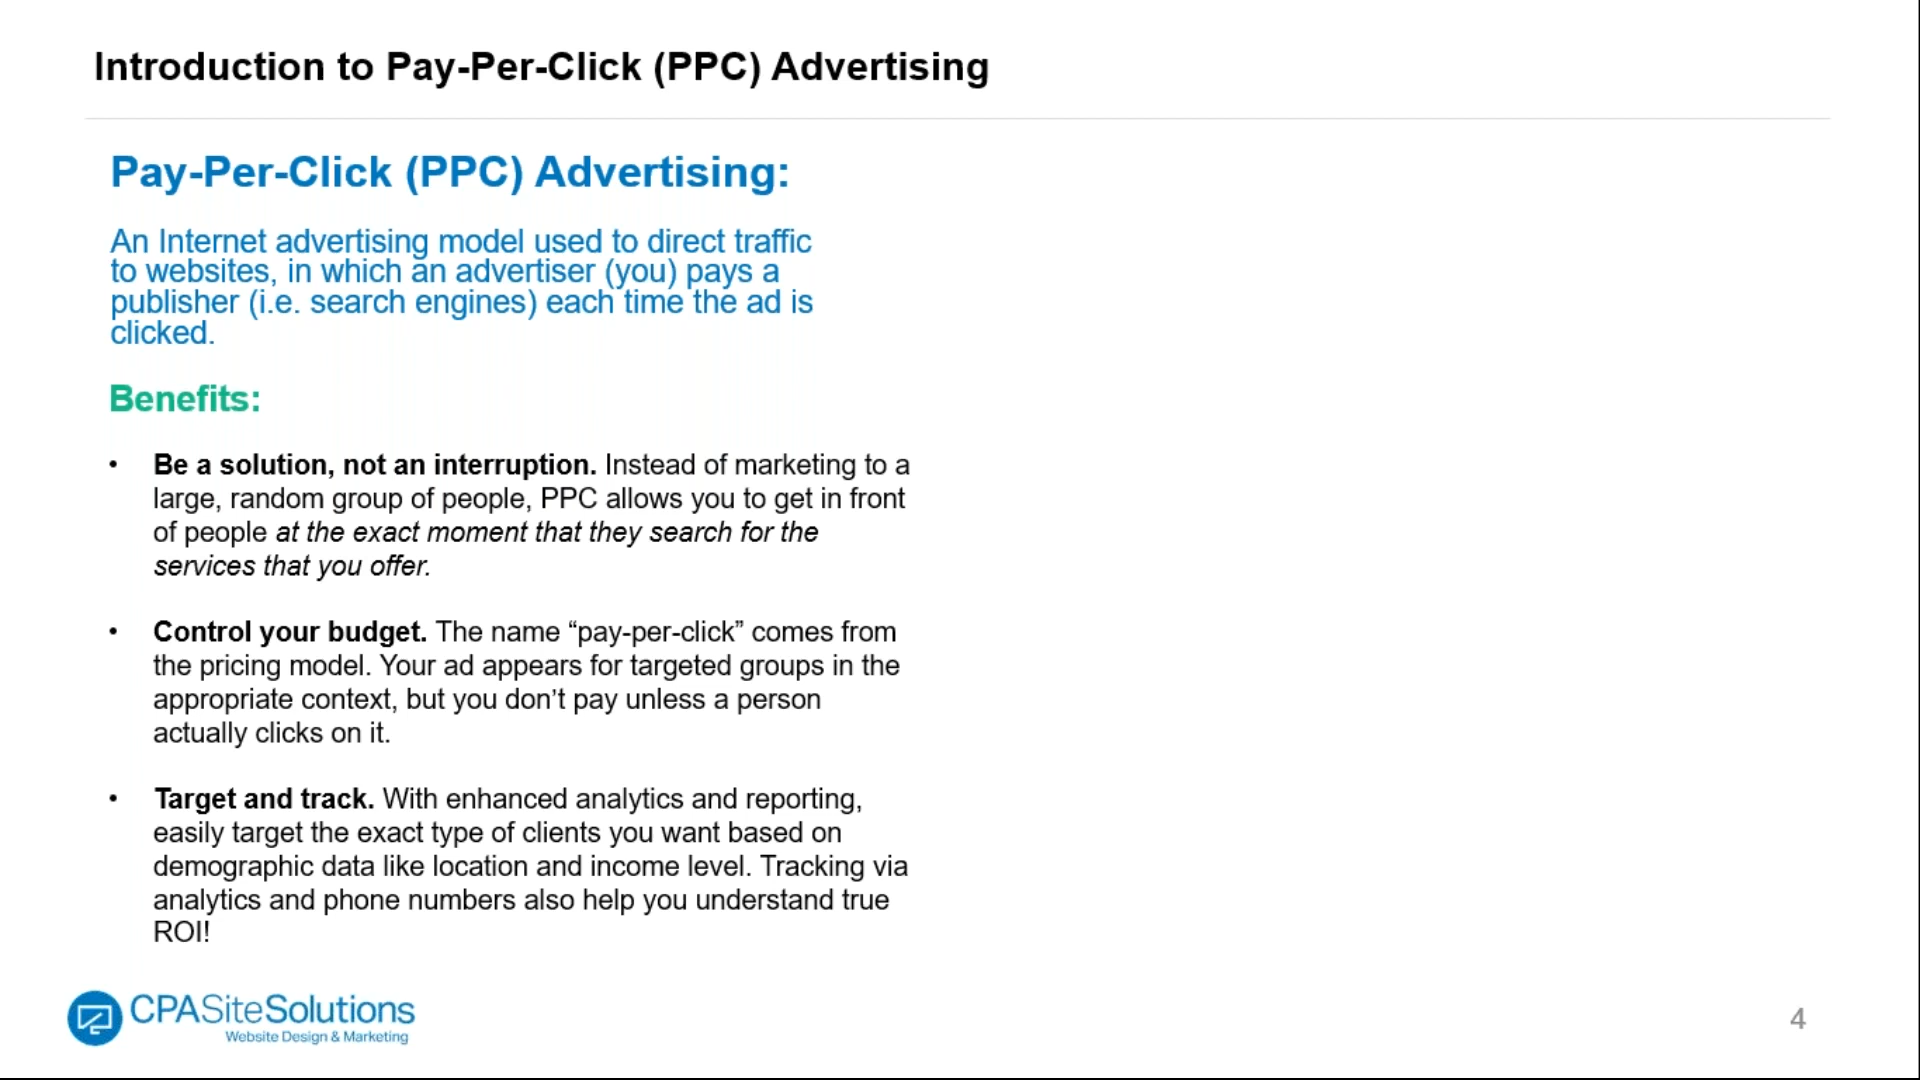 Introduction to Pay-Per-Click (PPC) Advertising
Pay-Per-Click (PPC) Advertising:
An Internet advertising model used to direct traffic
to websites, in which an advertiser (you) pays a
publisher (i.e. search engines) each time the ad is
clicked.
Benefits:
• Be a solution, not an interruption. Instead of marketing to a
large, random group of people, PPC allows you to get in front
of people at the exact moment that they search for the
services that you offer.
• Control your budget. The name “pay-per-click” comes from
the pricing model. Your ad appears for targeted groups in the
appropriate context, but you don’t pay unless a person
actually clicks on it.
• Target and track. With enhanced analytics and reporting,
easily target the exact type of clients you want based on
demographic data like location and income level. Tracking via
analytics and phone numbers also help you understand true
ROI!
CPASiteSolutions
Website Design & Marketing
4